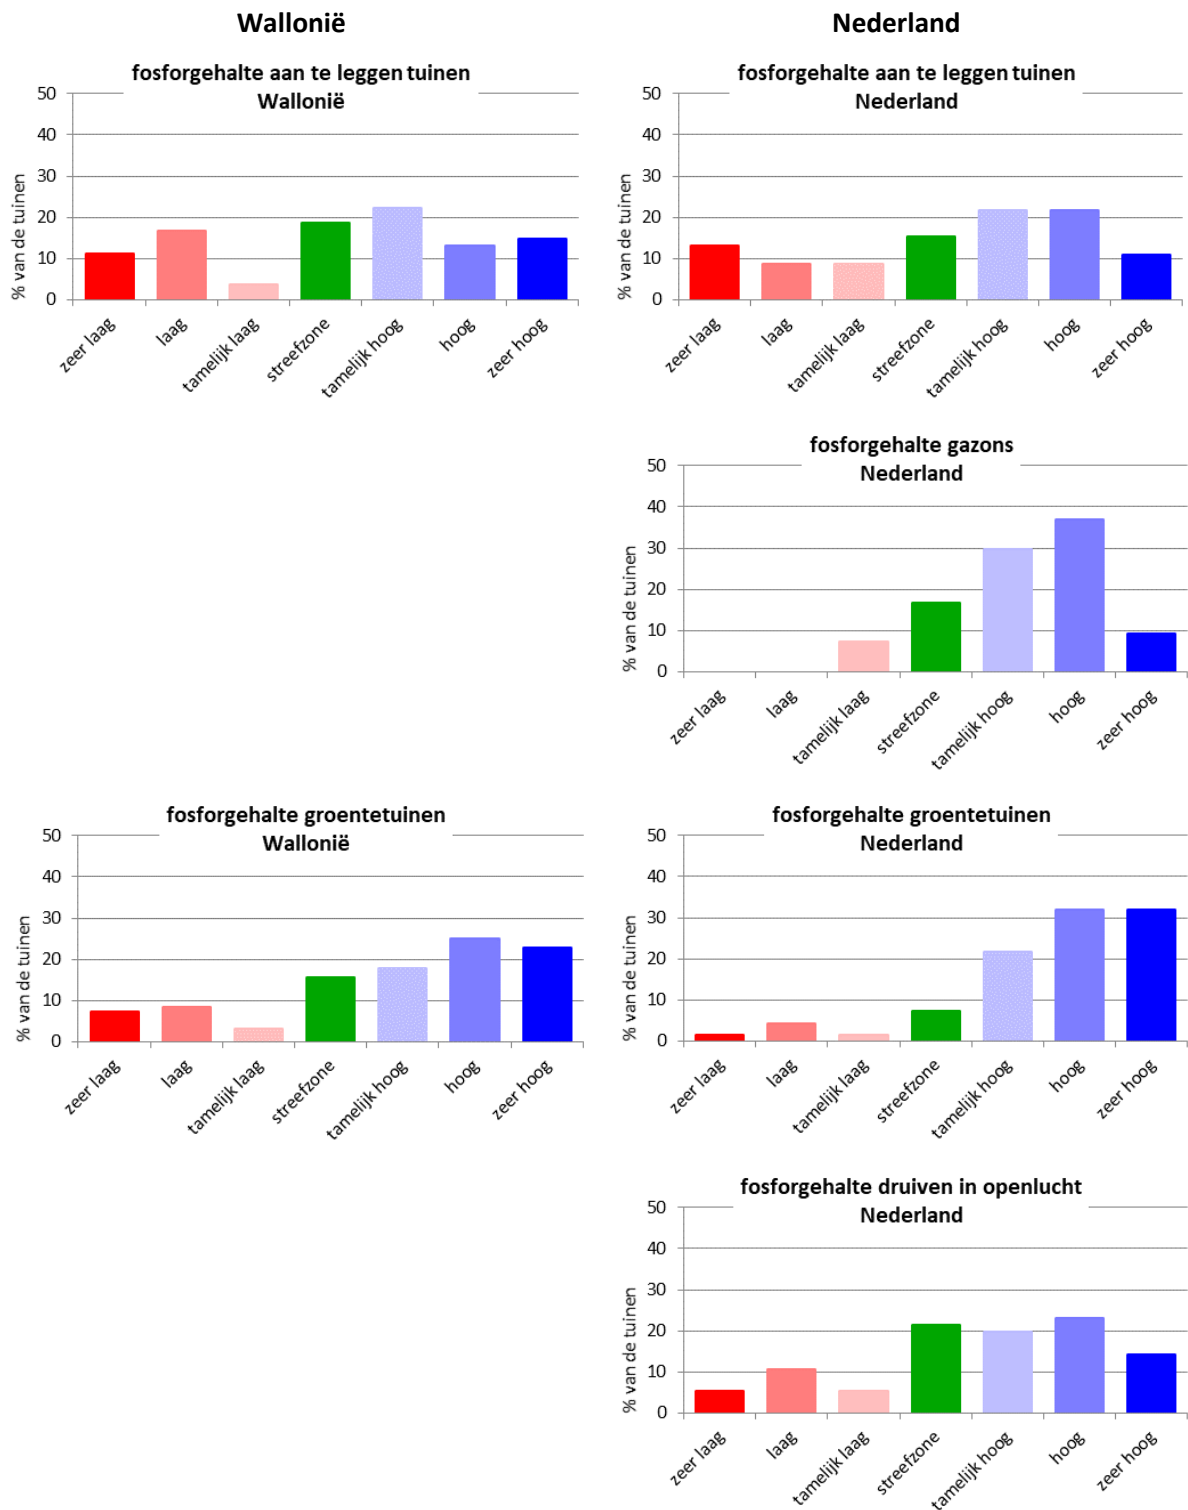 Wallonië
Nederland
fosforgehalte aan te leggen tuinen
Wallonië
50
40
30
20
10
0
% van de tuinen
zeer laag
laag
tamelijk laag
streefzone
tamelijk hoog
hoog
zeer hoog
fosforgehalte aan te leggen tuinen
Nederland
50
40
30
20
10
0
% van de tuinen
zeer laag
laag
tamelijk laag
streefzone
tamelijk hoog
hoog
zeer hoog
fosforgehalte gazons
Nederland
50
40
30
20
10
0
% van de tuinen
zeer laag
laag
tamelijk laag
streefzone
tamelijk hoog
hoog
zeer hoog
fosforgehalte groentetuinen
Wallonië
50
40
30
20
10
0
% van de tuinen
zeer laag
laag
tamelijk laag
streefzone
tamelijk hoog
hoog
zeer hoog
fosforgehalte groentetuinen
Nederland
50
40
30
20
10
0
% van de tuinen
zeer laag
laag
tamelijk laag
streefzone
tamelijk hoog
hoog
zeer hoog
fosforgehalte druiven in openlucht
Nederland
50
40
30
20
10
0
% van de tuinen
zeer laag
laag
tamelijk laag
streefzone
tamelijk hoog
hoog
zeer hoog